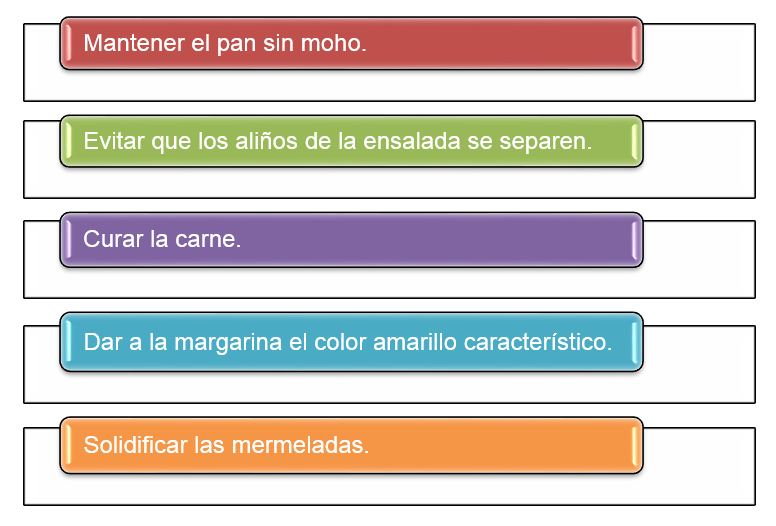 Mantener el pan sin moho.
Evitar que los aliños de la ensalada se separen.
Curar la carne.
Dar a la margarina el color amarillo característico.
Solidificar las mermeladas.